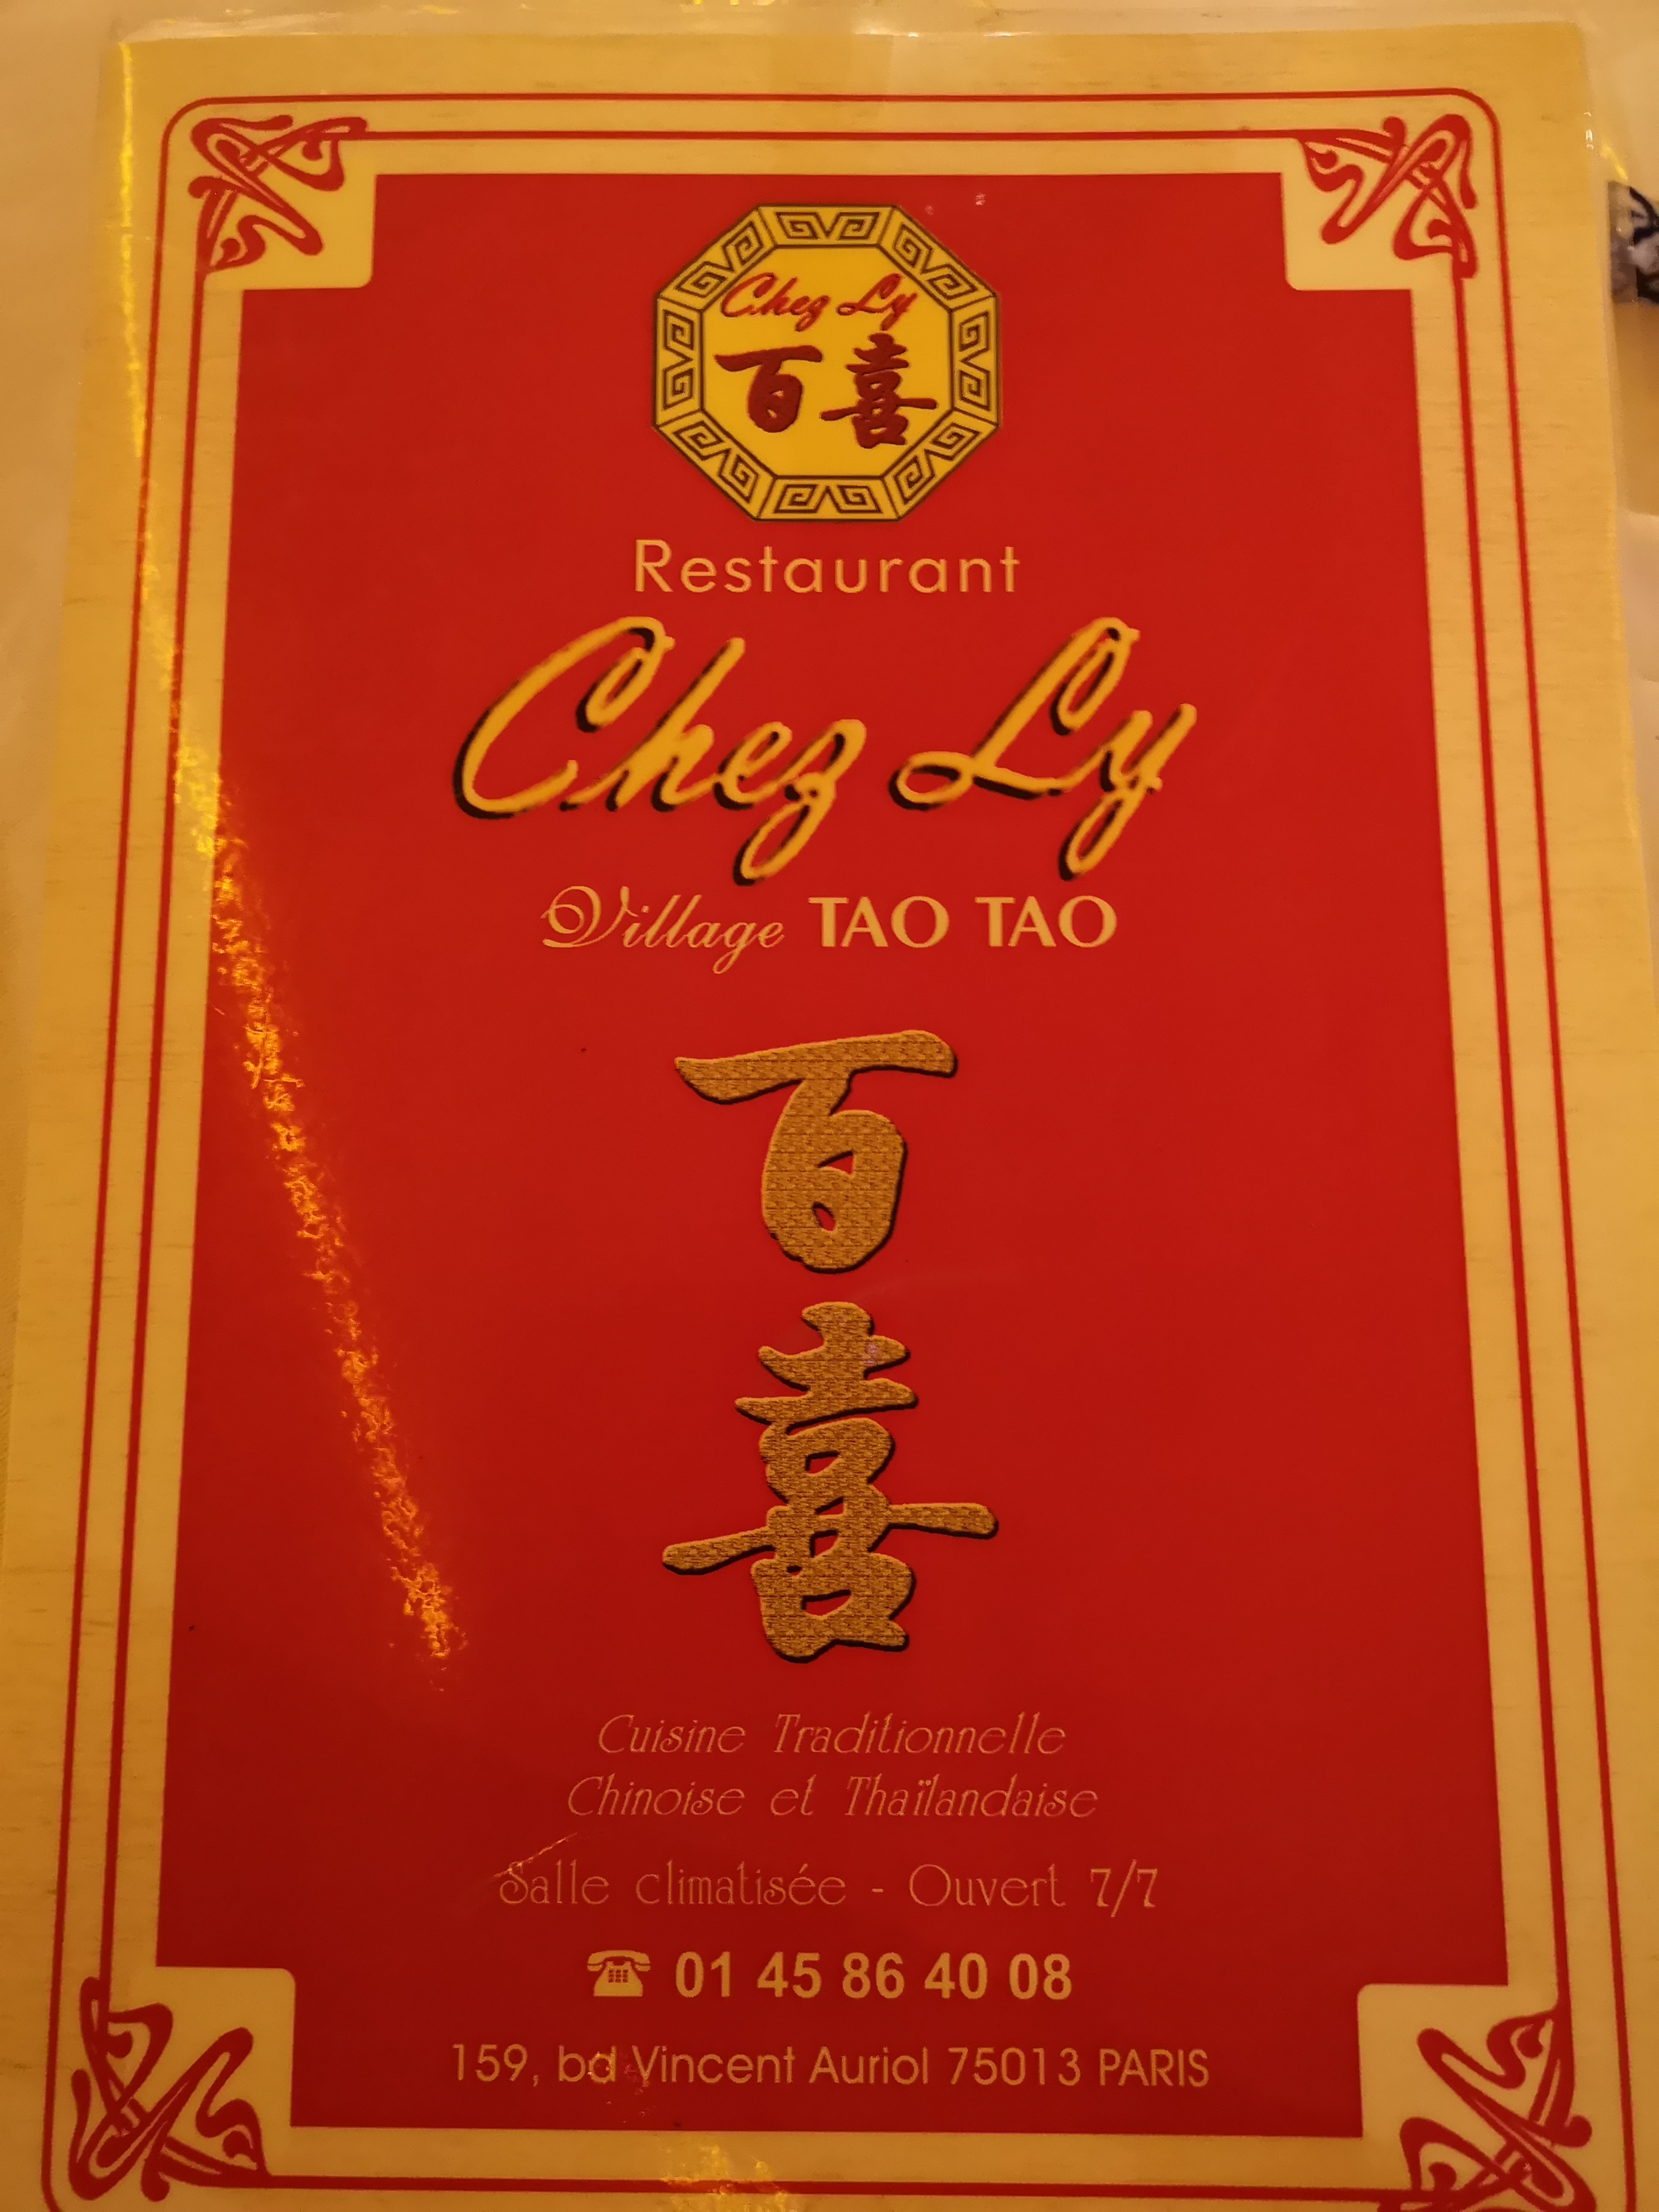 Chez Ly
百喜
Restaurant
Chez Ly
Village TAO TAO
百
喜
Cuisine Traditionnelle
Chinoise et Thaïlandaise
Salle climatisée - Ouvert 7/7
☎ 01 45 86 40 08
159, bd Vincent Auriol 75013 PARIS